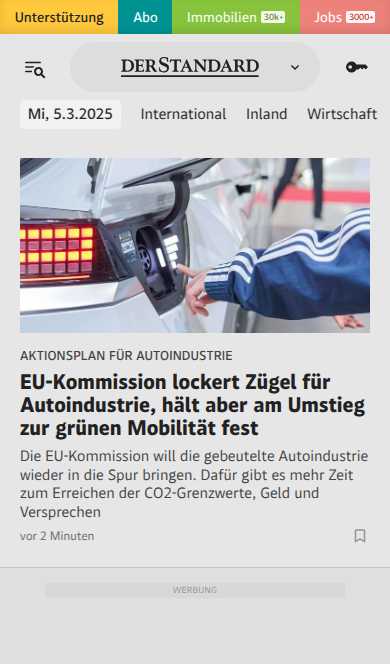 Unterstützung Abo Immobilien 30k+ Jobs 3000+
DERSTANDARD
Mi, 5.3.2025 International Inland Wirtschaft
AKTIONSPLAN FÜR AUTOINDUSTRIE
EU-Kommission lockert Zügel für
Autoindustrie, hält aber am Umstieg
zur grünen Mobilität fest
Die EU-Kommission will die gebeutelte Autoindustrie
wieder in die Spur bringen. Dafür gibt es mehr Zeit
zum Erreichen der CO2-Grenzwerte, Geld und
Versprechen
vor 2 Minuten
WERBUNG